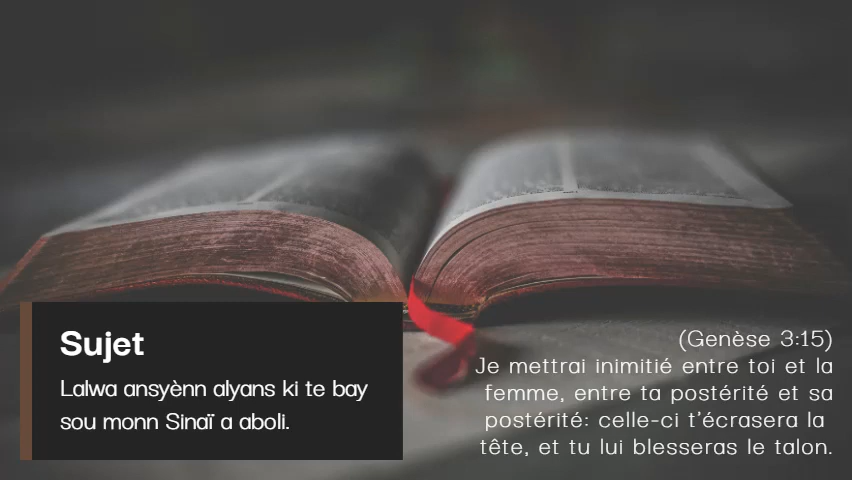 Sujet
Lalwa ansyènn alyans ki te bay
sou monn Sinaï a aboli.
(Genèse 3:15)
Je mettrai inimitié entre toi et la
femme, entre ta postérité et sa
postérité: celle-ci t'écrasera la
tête, et tu lui blesseras le talon.